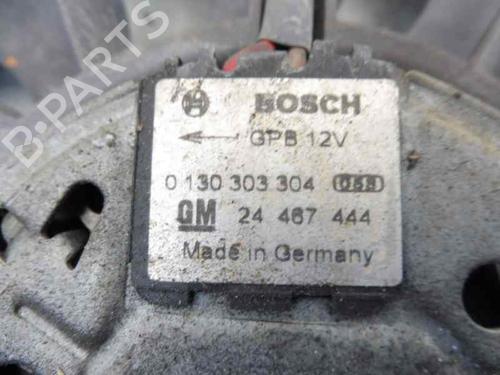 BOSCH
GPB 12V
0 130 303 304
GM 24 467 444
Made in Germany
B-PARTS